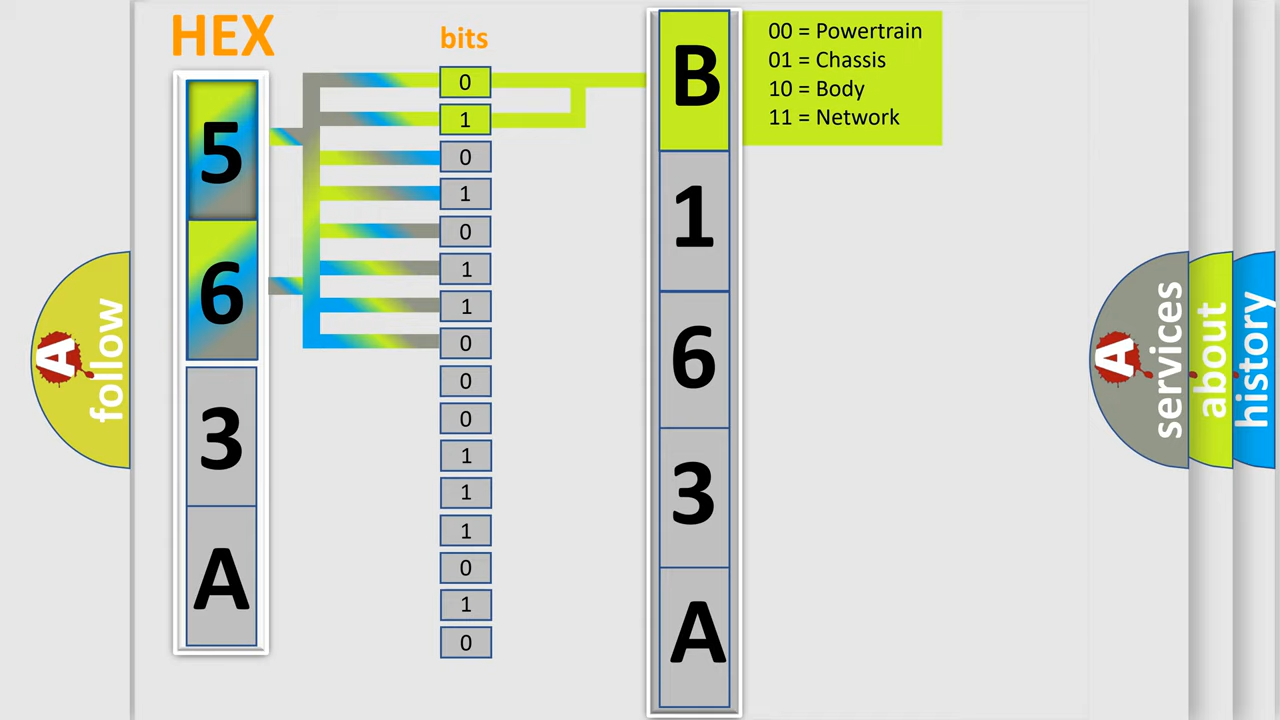 HEX
bits
5
6
3
A
0
1
0
1
0
1
1
0
0
0
1
1
1
0
1
0
B
1
6
3
A
00 = Powertrain
01 = Chassis
10 = Body
11 = Network
A
follow
A
services
about
history